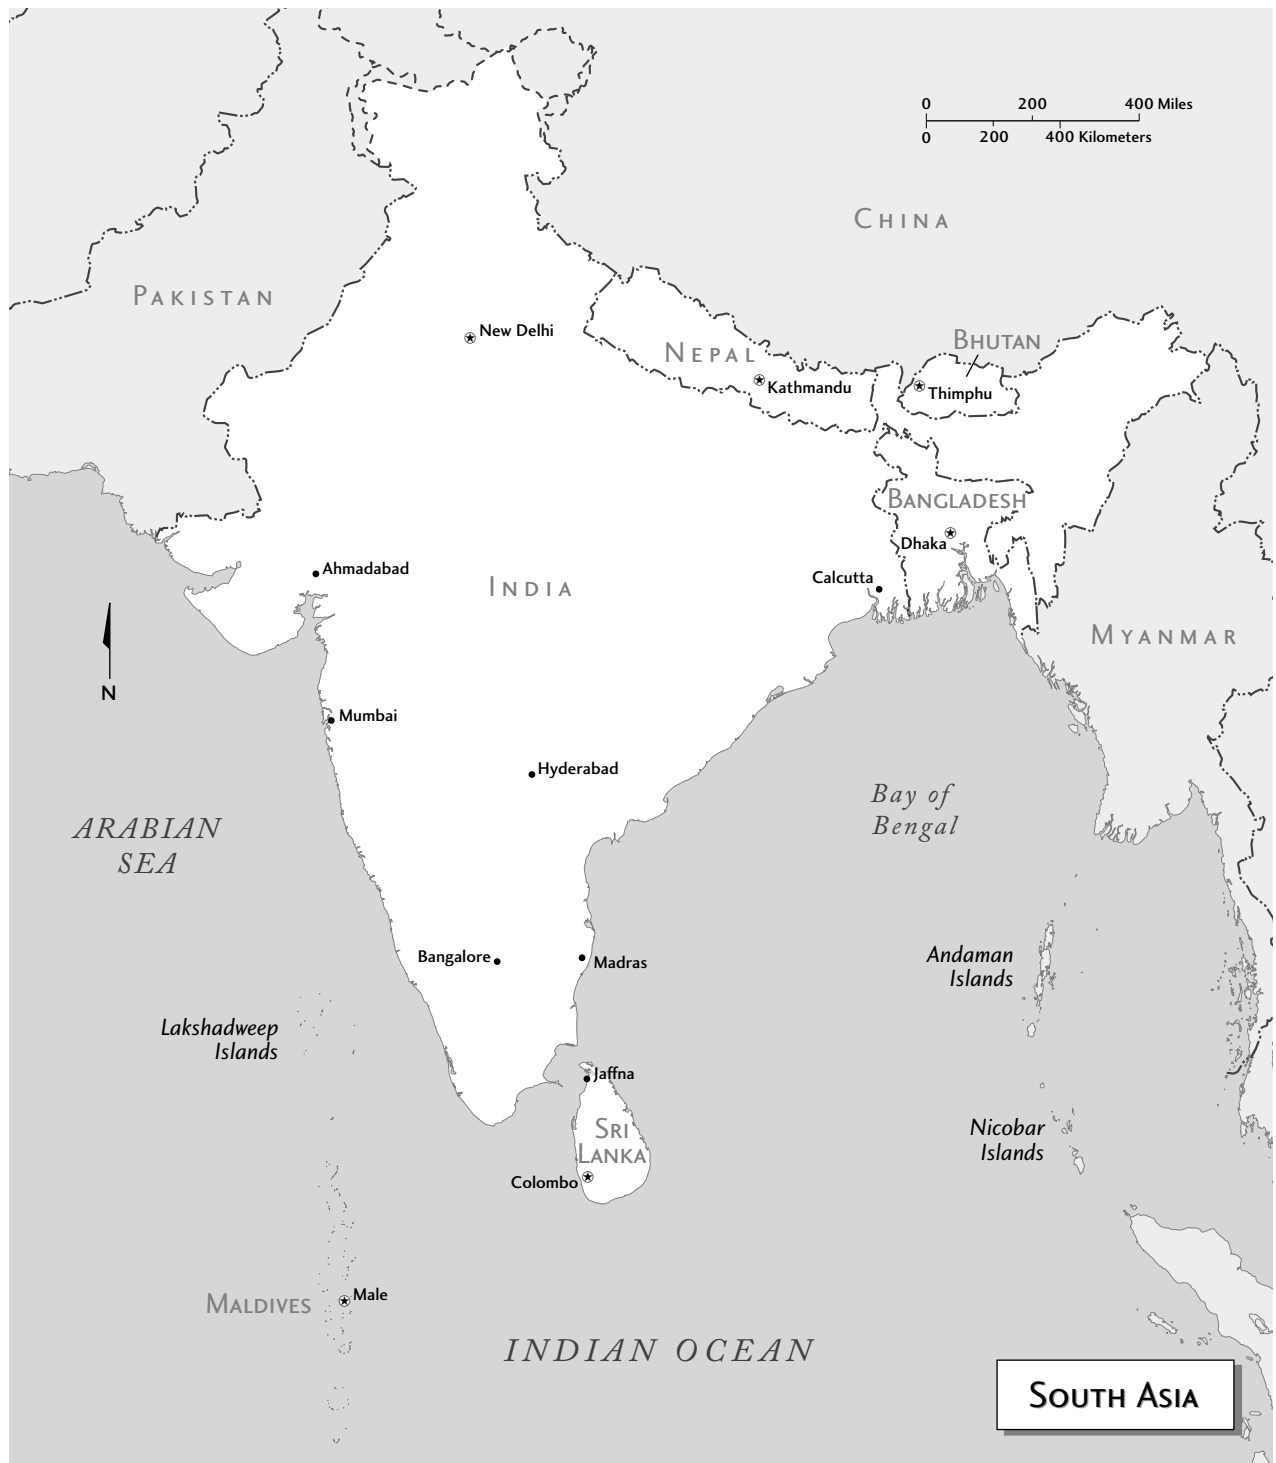 0 200 400 Miles
0 200 400 Kilometers
CHINA
PAKISTAN
New Delhi
NEPAL
BHUTAN
Kathmandu
Thimphu
BANGLADESH
Dhaka
Ahmadabad
INDIA
Calcutta
MYANMAR
N
Mumbai
Hyderabad
ARABIAN
SEA
Bay of
Bengal
Bangalore
Madras
Andaman
Islands
Lakshadweep
Islands
Jaffna
SRI
LANKA
Nicobar
Islands
Colombo
MALDIVES
Male
INDIAN OCEAN
SOUTH ASIA